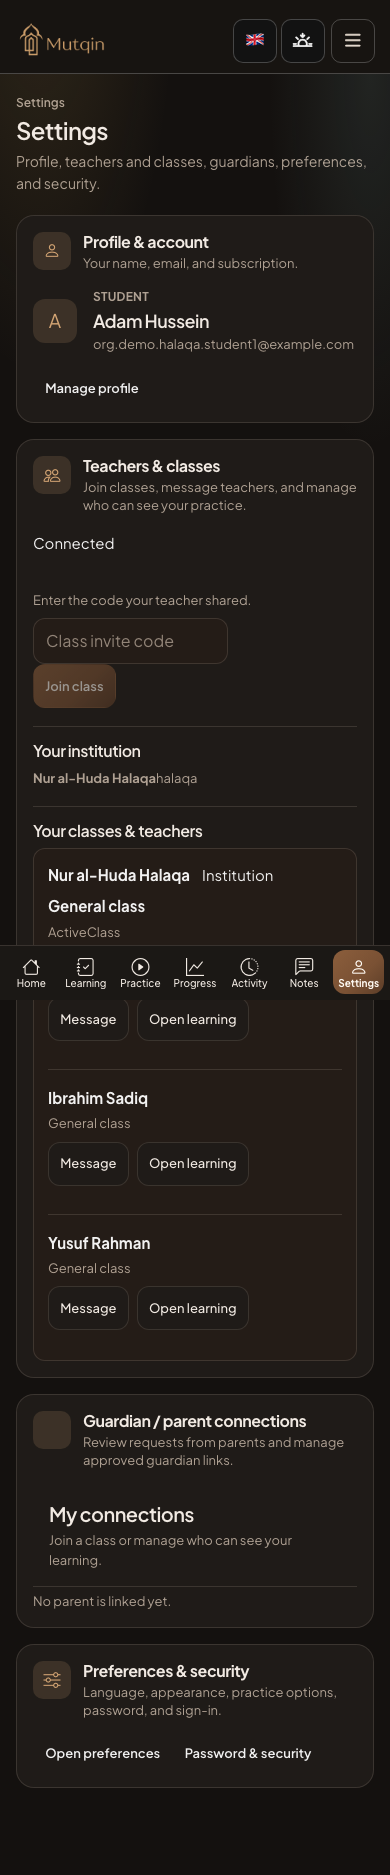 Mutqin
Settings
Settings
Profile, teachers and classes, guardians, preferences,
and security.
Profile & account
Your name, email, and subscription.
A
STUDENT
Adam Hussein
org.demo.halaqa.student1@example.com
Manage profile
Teachers & classes
Join classes, message teachers, and manage
who can see your practice.
Connected
Enter the code your teacher shared.
Class invite code
Join class
Your institution
Nur al-Huda Halaqahalaqa
Your classes & teachers
Nur al-Huda Halaqa Institution
General class
ActiveClass
Home Learning Practice Progress Activity Notes Settings
Message Open learning
Ibrahim Sadiq
General class
Message Open learning
Yusuf Rahman
General class
Message Open learning
Guardian / parent connections
Review requests from parents and manage
approved guardian links.
My connections
Join a class or manage who can see your
learning.
No parent is linked yet.
Preferences & security
Language, appearance, practice options,
password, and sign-in.
Open preferences Password & security